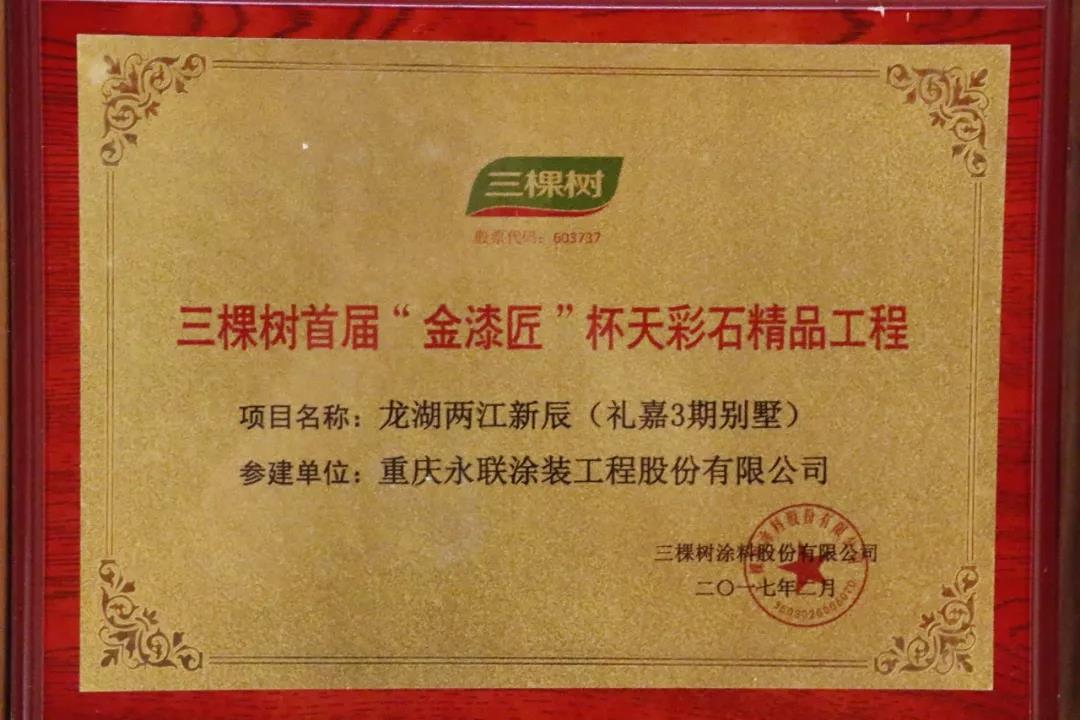 三棵树
股票代码：603737
三棵树首届“金漆匠”杯天彩石精品工程
项目名称：龙湖两江新辰（礼嘉3期别墅）
参建单位：重庆永联涂装工程股份有限公司
三棵树涂料股份有限公司
二〇一七年二月